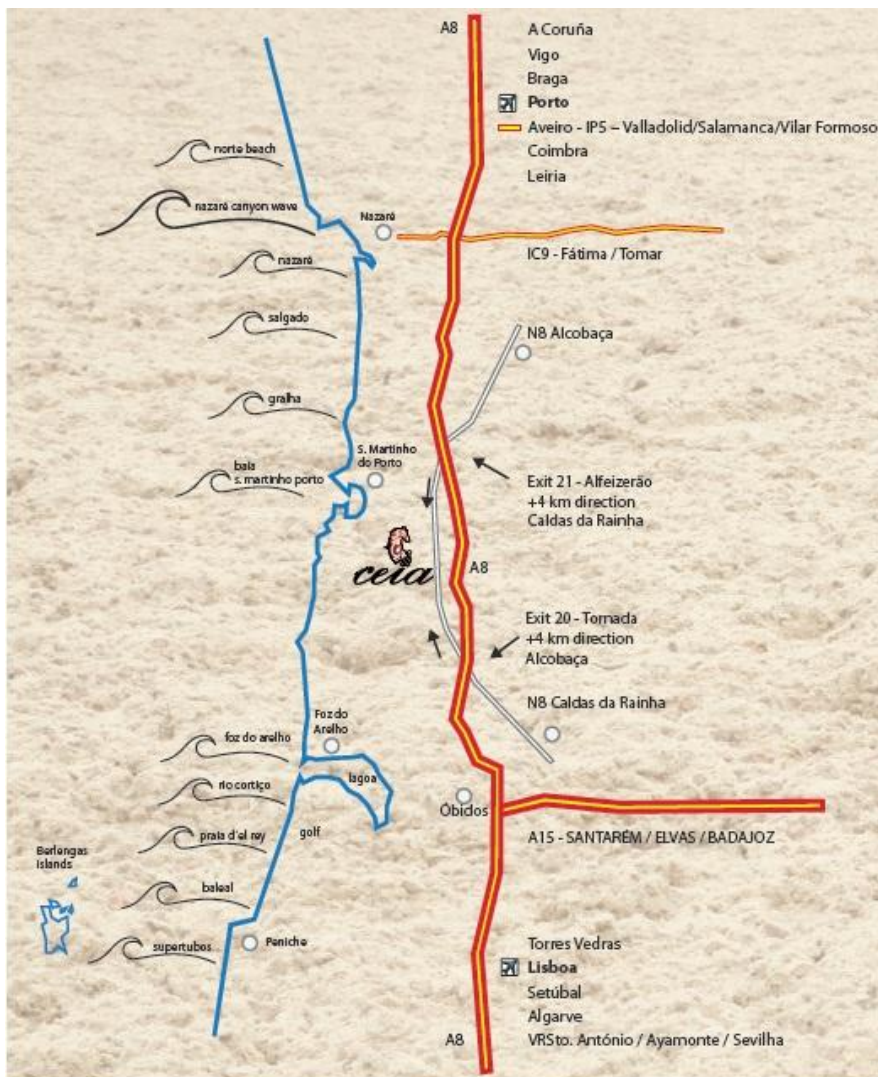 A8
A Coruña
Vigo
Braga
Porto
Aveiro - IP5 – Valladolid/Salamanca/Vilar Formoso
Coimbra
Leiria
norte beach
nazaré canyon wave
Nazaré
IC9 - Fátima / Tomar
nazaré
salgado
N8 Alcobaça
gralha
S. Martinho
do Porto
baia
s. martinho porto
Exit 21 - Alfeizerão
+4 km direction
Caldas da Rainha
ceia
A8
Exit 20 - Tornada
+4 km direction
Alcobaça
N8 Caldas da Rainha
Foz do
Arelho
foz do arelho
lagoa
rio cortiço
Óbidos
golf
praia d'el rey
A15 - SANTARÉM / ELVAS / BADAJOZ
Berlengas
islands
baleal
Peniche
supertubos
Torres Vedras
Lisboa
Setúbal
Algarve
A8
VRSto. António / Ayamonte / Sevilha